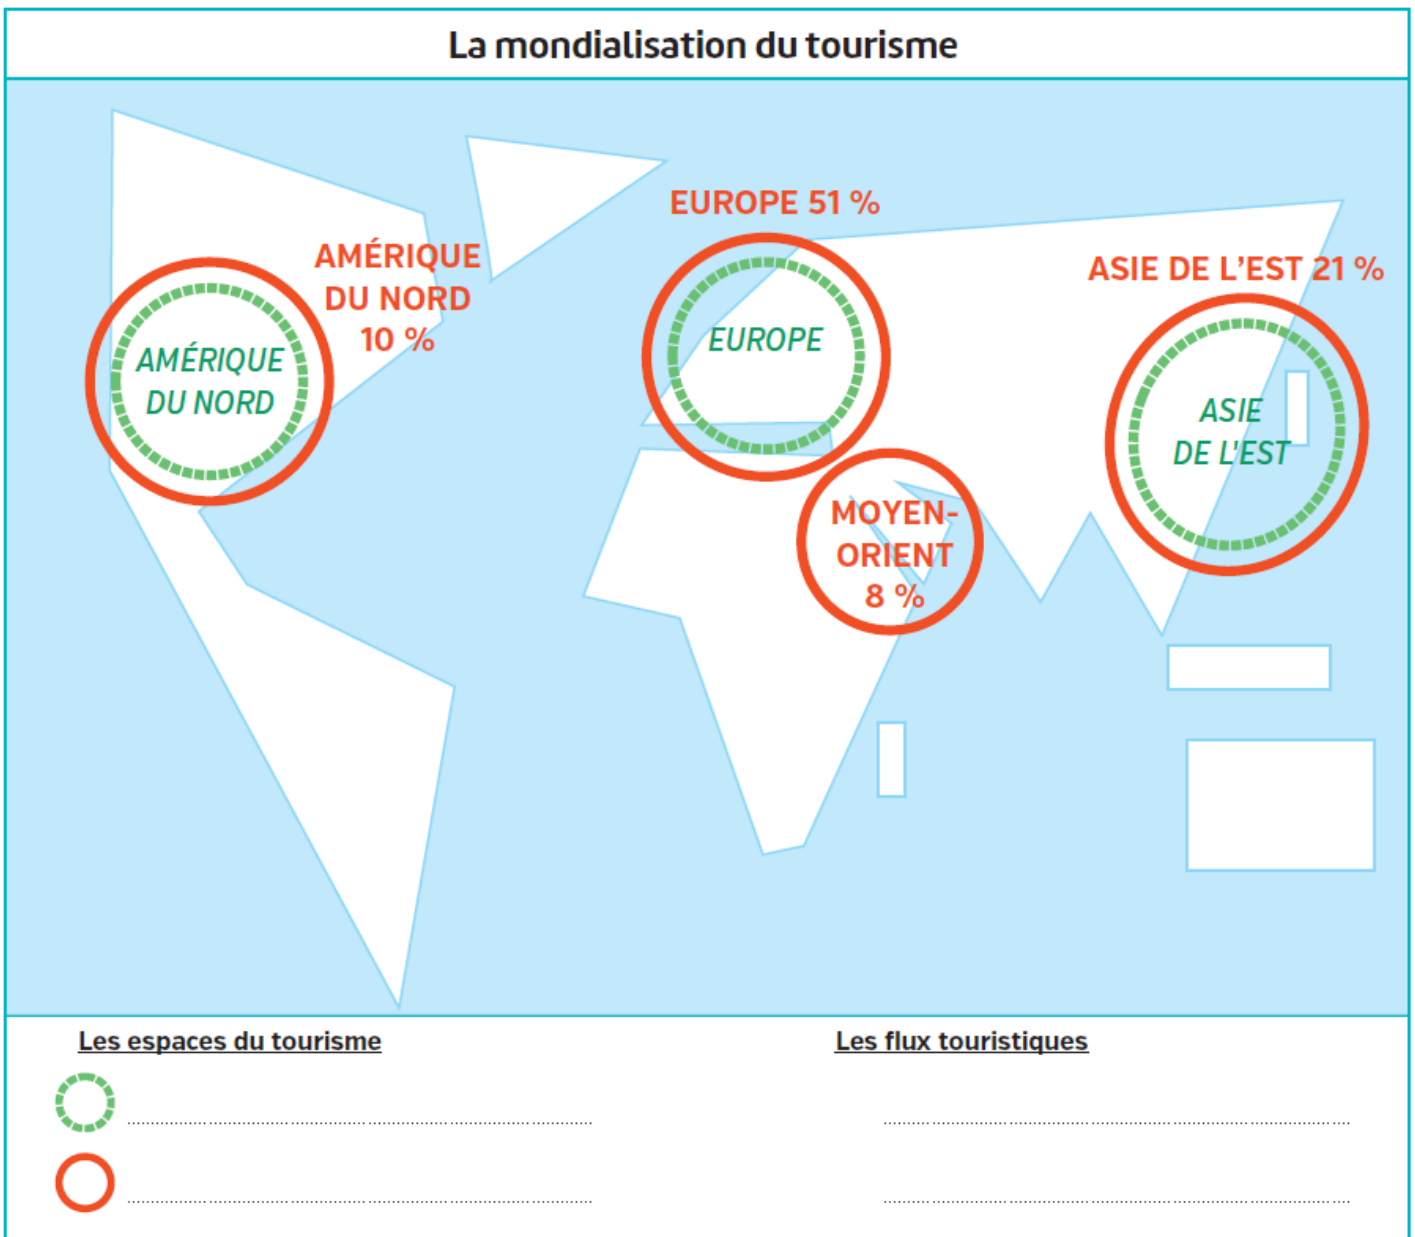 La mondialisation du tourisme
EUROPE 51 %
AMÉRIQUE
DU NORD
10 %
ASIE DE L’EST 21 %
AMÉRIQUE
DU NORD
EUROPE
ASIE
DE L'EST
MOYEN-
ORIENT
8 %
Les espaces du tourisme
Les flux touristiques